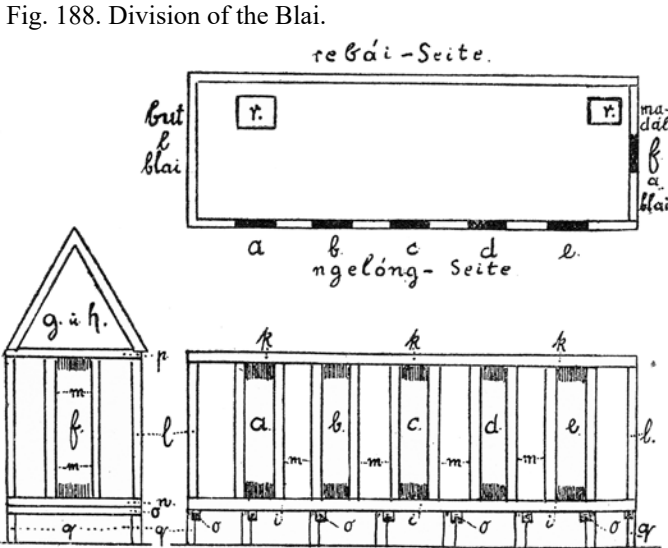 Fig. 188. Division of the Blai.
rebái-Seite.
but
l
blai
r.
r.
ma-
dál
f
a
blai
a b. c d e.
ngelóng-Seite
g. u h.
k k k
p
m
f.
m
l
a b. c. d. e.
l.
m m m m
n
o
q
q o i o i o i o q